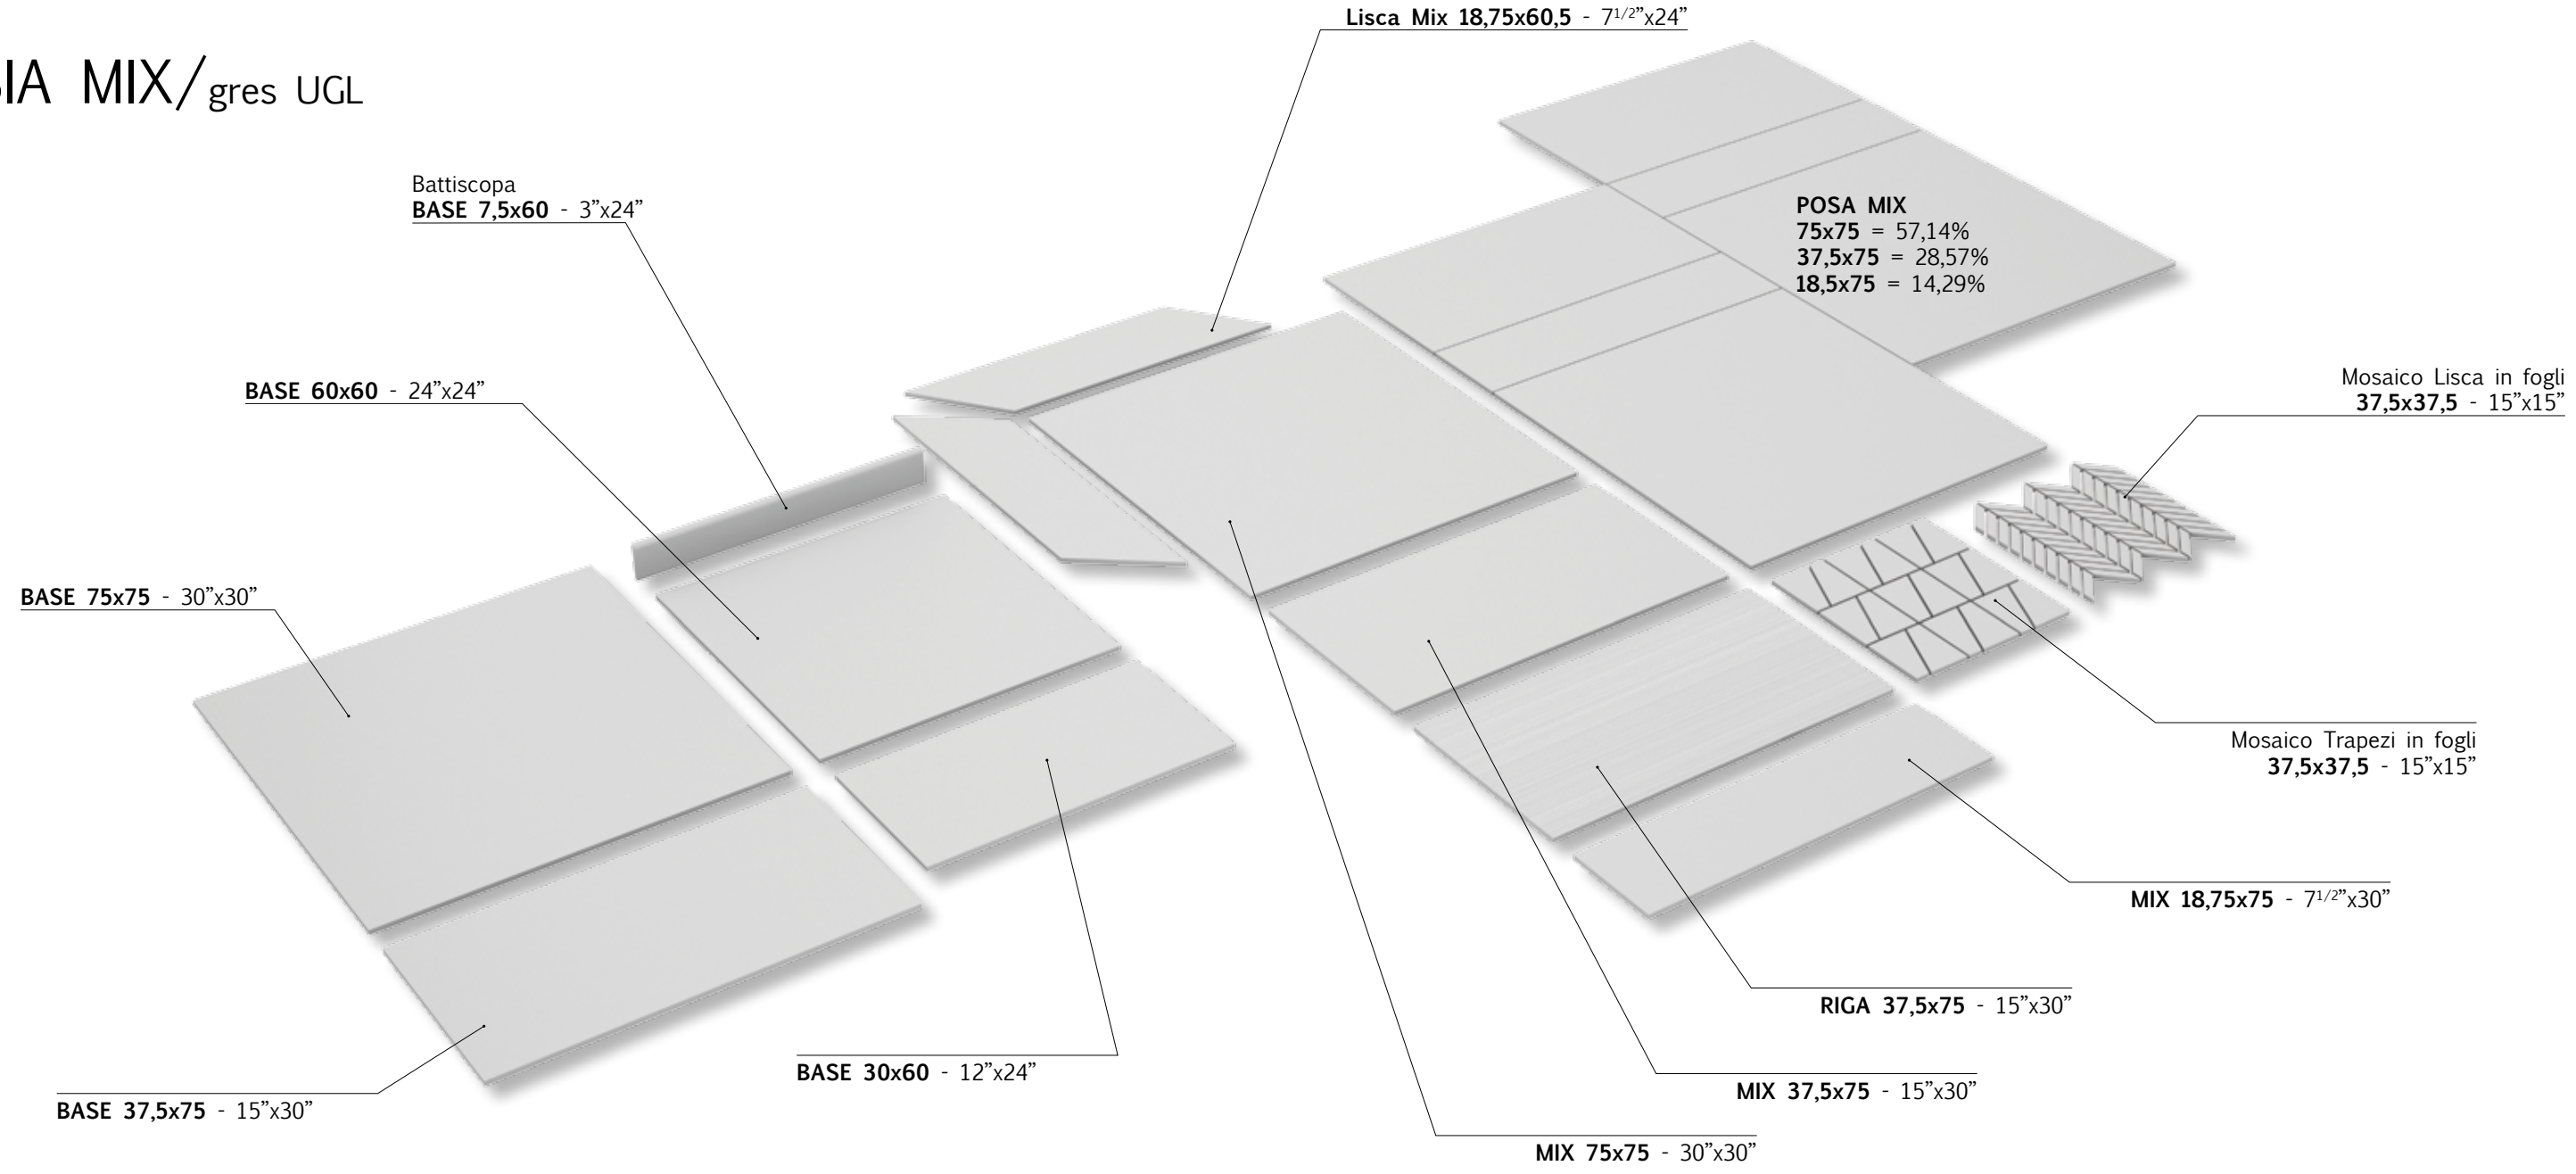 MIX/gres UGL
Lisca Mix 18,75x60,5 - 7 1/2”x24”
Battiscopa
BASE 7,5x60 - 3”x24”
POSA MIX
75x75 = 57,14%
37,5x75 = 28,57%
18,5x75 = 14,29%
BASE 60x60 - 24”x24”
Mosaico Lisca in fogli
37,5x37,5 - 15”x15”
BASE 75x75 - 30”x30”
Mosaico Trapezi in fogli
37,5x37,5 - 15”x15”
MIX 18,75x75 - 7 1/2”x30”
RIGA 37,5x75 - 15”x30”
BASE 30x60 - 12”x24”
MIX 37,5x75 - 15”x30”
BASE 37,5x75 - 15”x30”
MIX 75x75 - 30”x30”